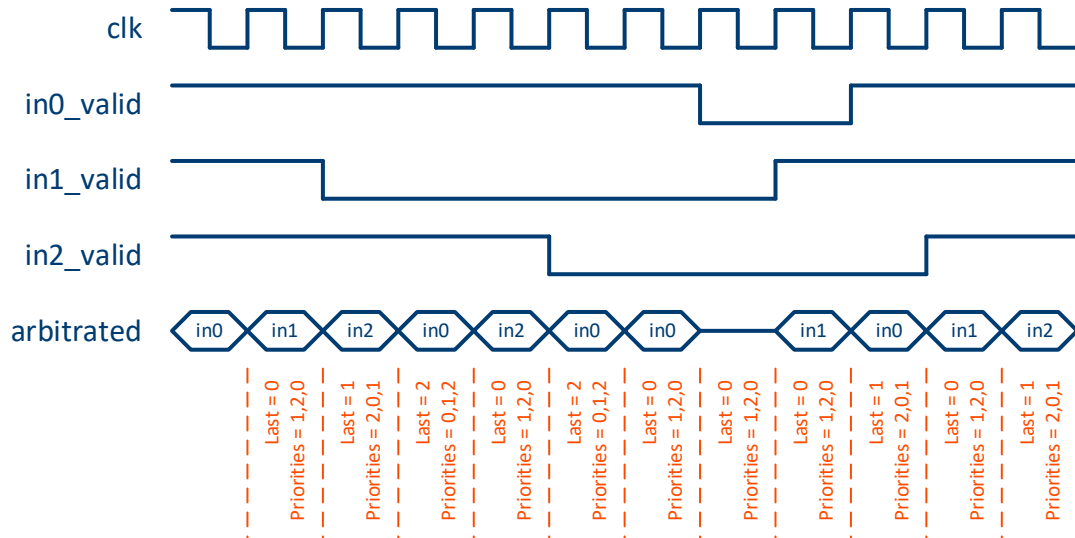 clk
in0_valid
in1_valid
in2_valid
arbitrated
in0
in1
in2
in0
in2
in0
in0
in1
in0
in1
in2
Last = 0
Priorities = 1,2,0
Last = 1
Priorities = 2,0,1
Last = 2
Priorities = 0,1,2
Last = 0
Priorities = 1,2,0
Last = 2
Priorities = 0,1,2
Last = 0
Priorities = 1,2,0
Last = 0
Priorities = 1,2,0
Last = 0
Priorities = 1,2,0
Last = 1
Priorities = 2,0,1
Last = 0
Priorities = 1,2,0
Last = 1
Priorities = 2,0,1